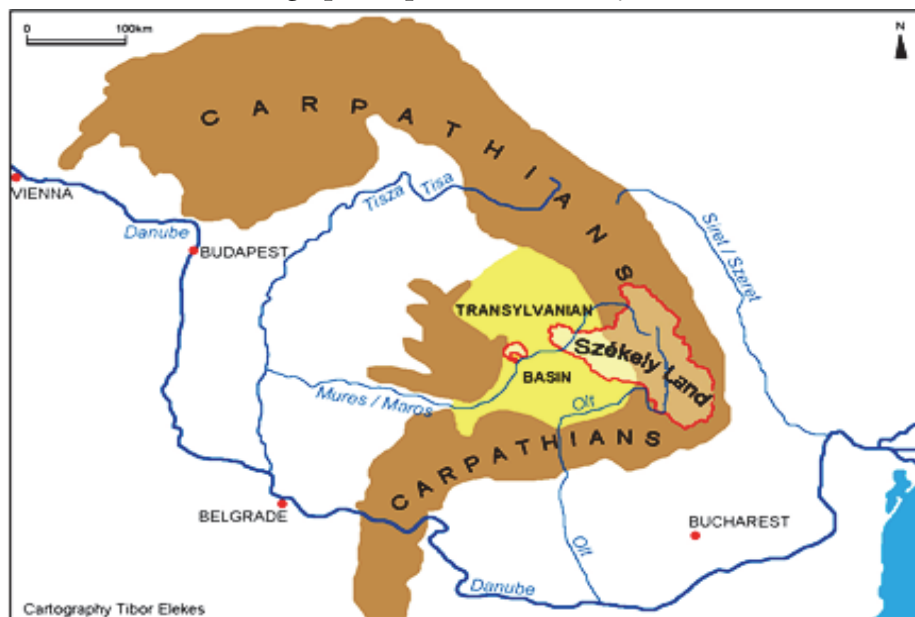 0 100km
N
CARPATHIANS
VIENNA
Tisza Tisa
Danube
BUDAPEST
Siret / Szeret
TRANSYLVANIAN
Székely Land
BASIN
Mures / Maros
Olt
CARPATHIANS
BELGRADE
BUCHAREST
Olt
Danube
Cartography Tibor Elekes